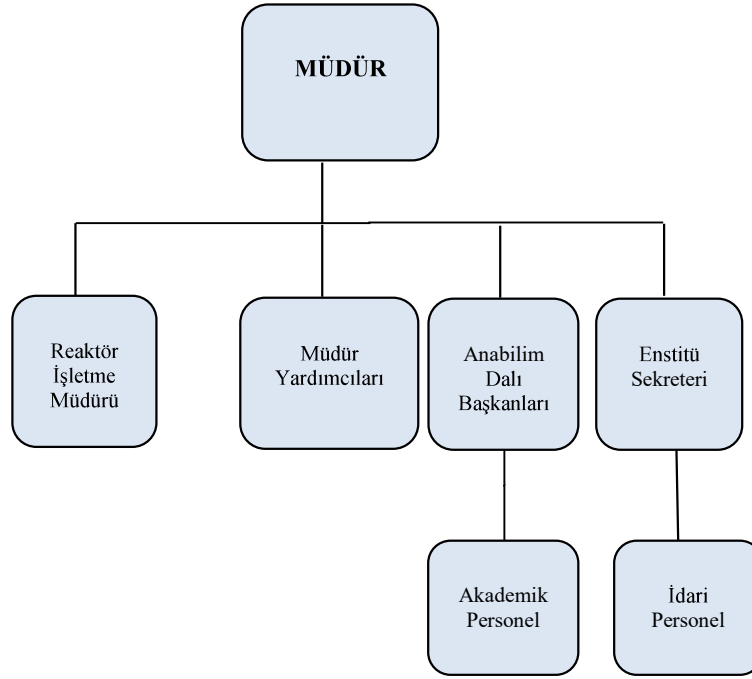 MÜDÜR
Reaktör
İşletme
Müdürü
Müdür
Yardımcıları
Anabilim
Dalı
Başkanları
Enstitü
Sekreteri
Akademik
Personel
İdari
Personel